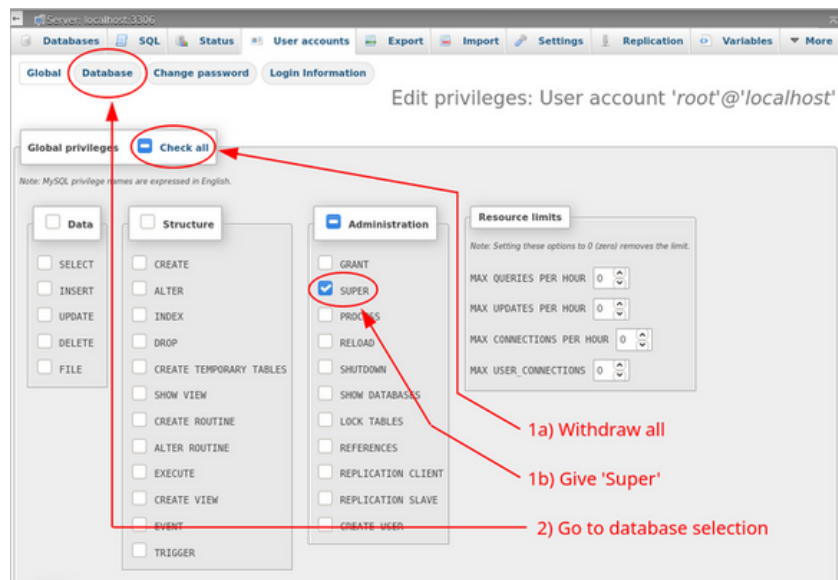 Server: localhost:3306
Databases SQL Status User accounts Export Import Settings Replication Variables More
Global Database Change password Login Information
Edit privileges: User account 'root'@'localhost'
Global privileges Check all
Note: MySQL privilege names are expressed in English.
Data
SELECT
INSERT
UPDATE
DELETE
FILE
Structure
CREATE
ALTER
INDEX
DROP
CREATE TEMPORARY TABLES
SHOW VIEW
CREATE ROUTINE
ALTER ROUTINE
EXECUTE
CREATE VIEW
EVENT
TRIGGER
Administration
GRANT
SUPER
PROCESS
RELOAD
SHUTDOWN
SHOW DATABASES
LOCK TABLES
REFERENCES
REPLICATION CLIENT
REPLICATION SLAVE
CREATE USER
Resource limits
Note: Setting these options to 0 (zero) removes the limit.
MAX QUERIES PER HOUR 0
MAX UPDATES PER HOUR 0
MAX CONNECTIONS PER HOUR 0
MAX USER_CONNECTIONS 0
1a) Withdraw all
1b) Give 'Super'
2) Go to database selection